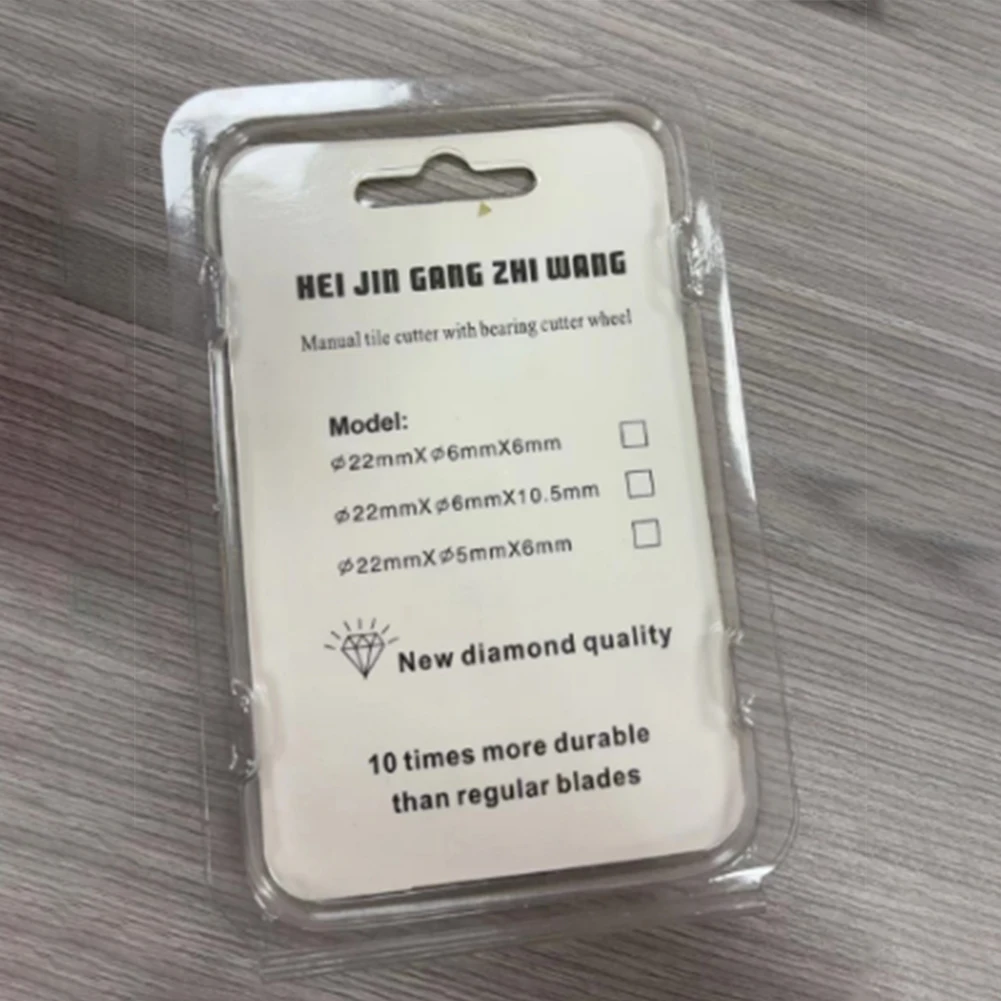 HEI JIN GANG ZHI WANG
Manual tile cutter with bearing cutter wheel
Model:
⌀22mmX⌀6mmX6mm
⌀22mmX⌀6mmX10.5mm
⌀22mmX⌀5mmX6mm
New diamond quality
10 times more durable
than regular blades